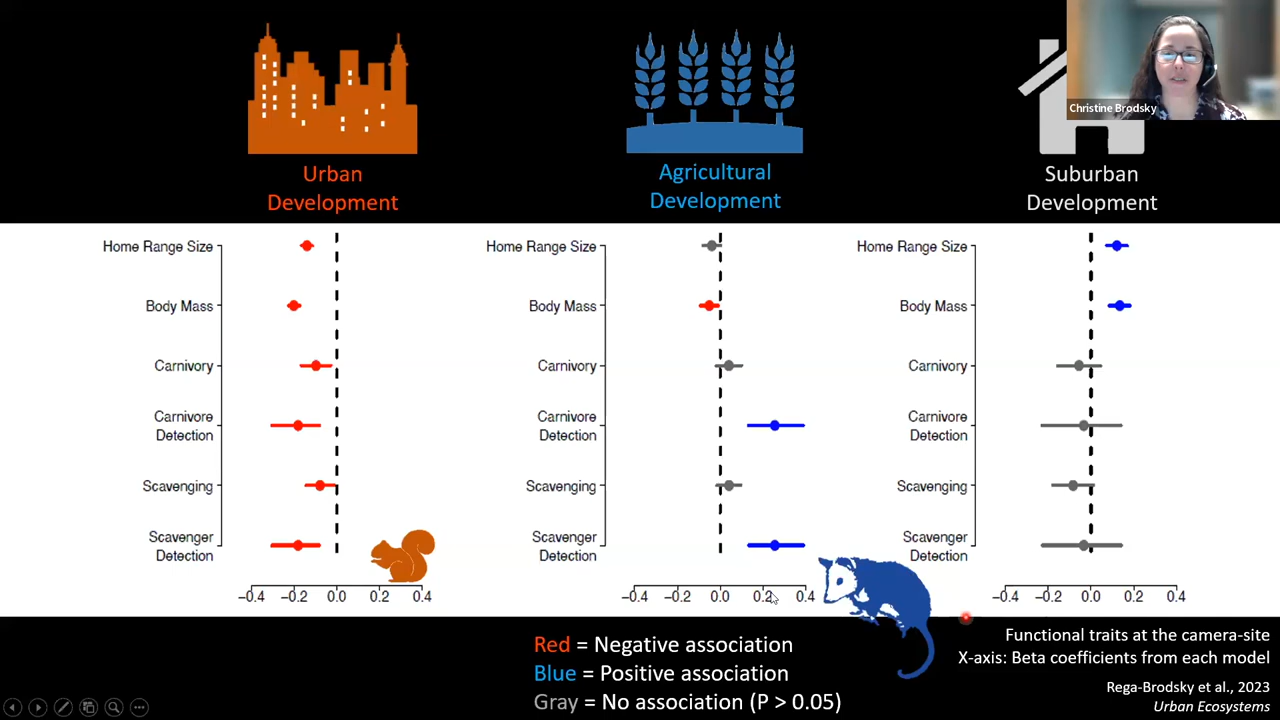 Christine Brodsky
Urban
Development
Agricultural
Development
Suburban
Development
Home Range Size
Body Mass
Carnivory
Carnivore
Detection
Scavenging
Scavenger
Detection
−0.4 −0.2 0.0 0.2 0.4
Home Range Size
Body Mass
Carnivory
Carnivore
Detection
Scavenging
Scavenger
Detection
−0.4 −0.2 0.0 0.2 0.4
Home Range Size
Body Mass
Carnivory
Carnivore
Detection
Scavenging
Scavenger
Detection
−0.4 −0.2 0.0 0.2 0.4
Red = Negative association
Blue = Positive association
Gray = No association (P > 0.05)
Functional traits at the camera-site
X-axis: Beta coefficients from each model
Rega-Brodsky et al., 2023
Urban Ecosystems